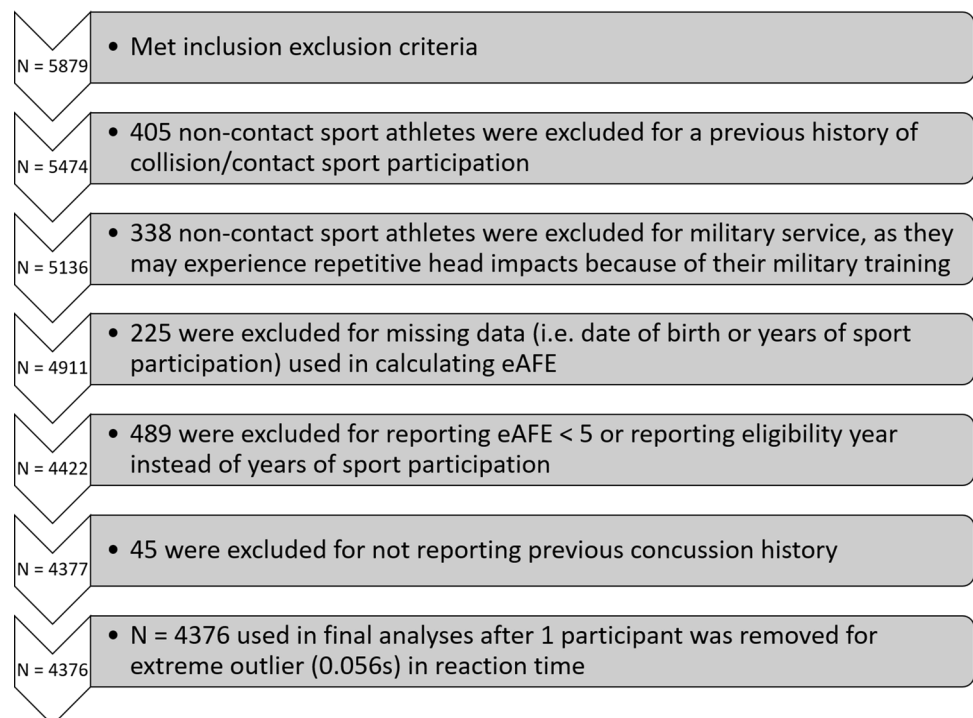 N = 5879
• Met inclusion exclusion criteria
N = 5474
• 405 non-contact sport athletes were excluded for a previous history of
collision/contact sport participation
N = 5136
• 338 non-contact sport athletes were excluded for military service, as they
may experience repetitive head impacts because of their military training
N = 4911
• 225 were excluded for missing data (i.e. date of birth or years of sport
participation) used in calculating eAFE
N = 4422
• 489 were excluded for reporting eAFE < 5 or reporting eligibility year
instead of years of sport participation
N = 4377
• 45 were excluded for not reporting previous concussion history
N = 4376
• N = 4376 used in final analyses after 1 participant was removed for
extreme outlier (0.056s) in reaction time